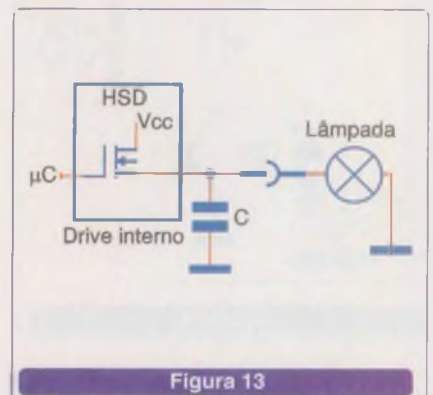 HSD
Vcc
Lâmpada
μC
C
Drive interno
Figura 13